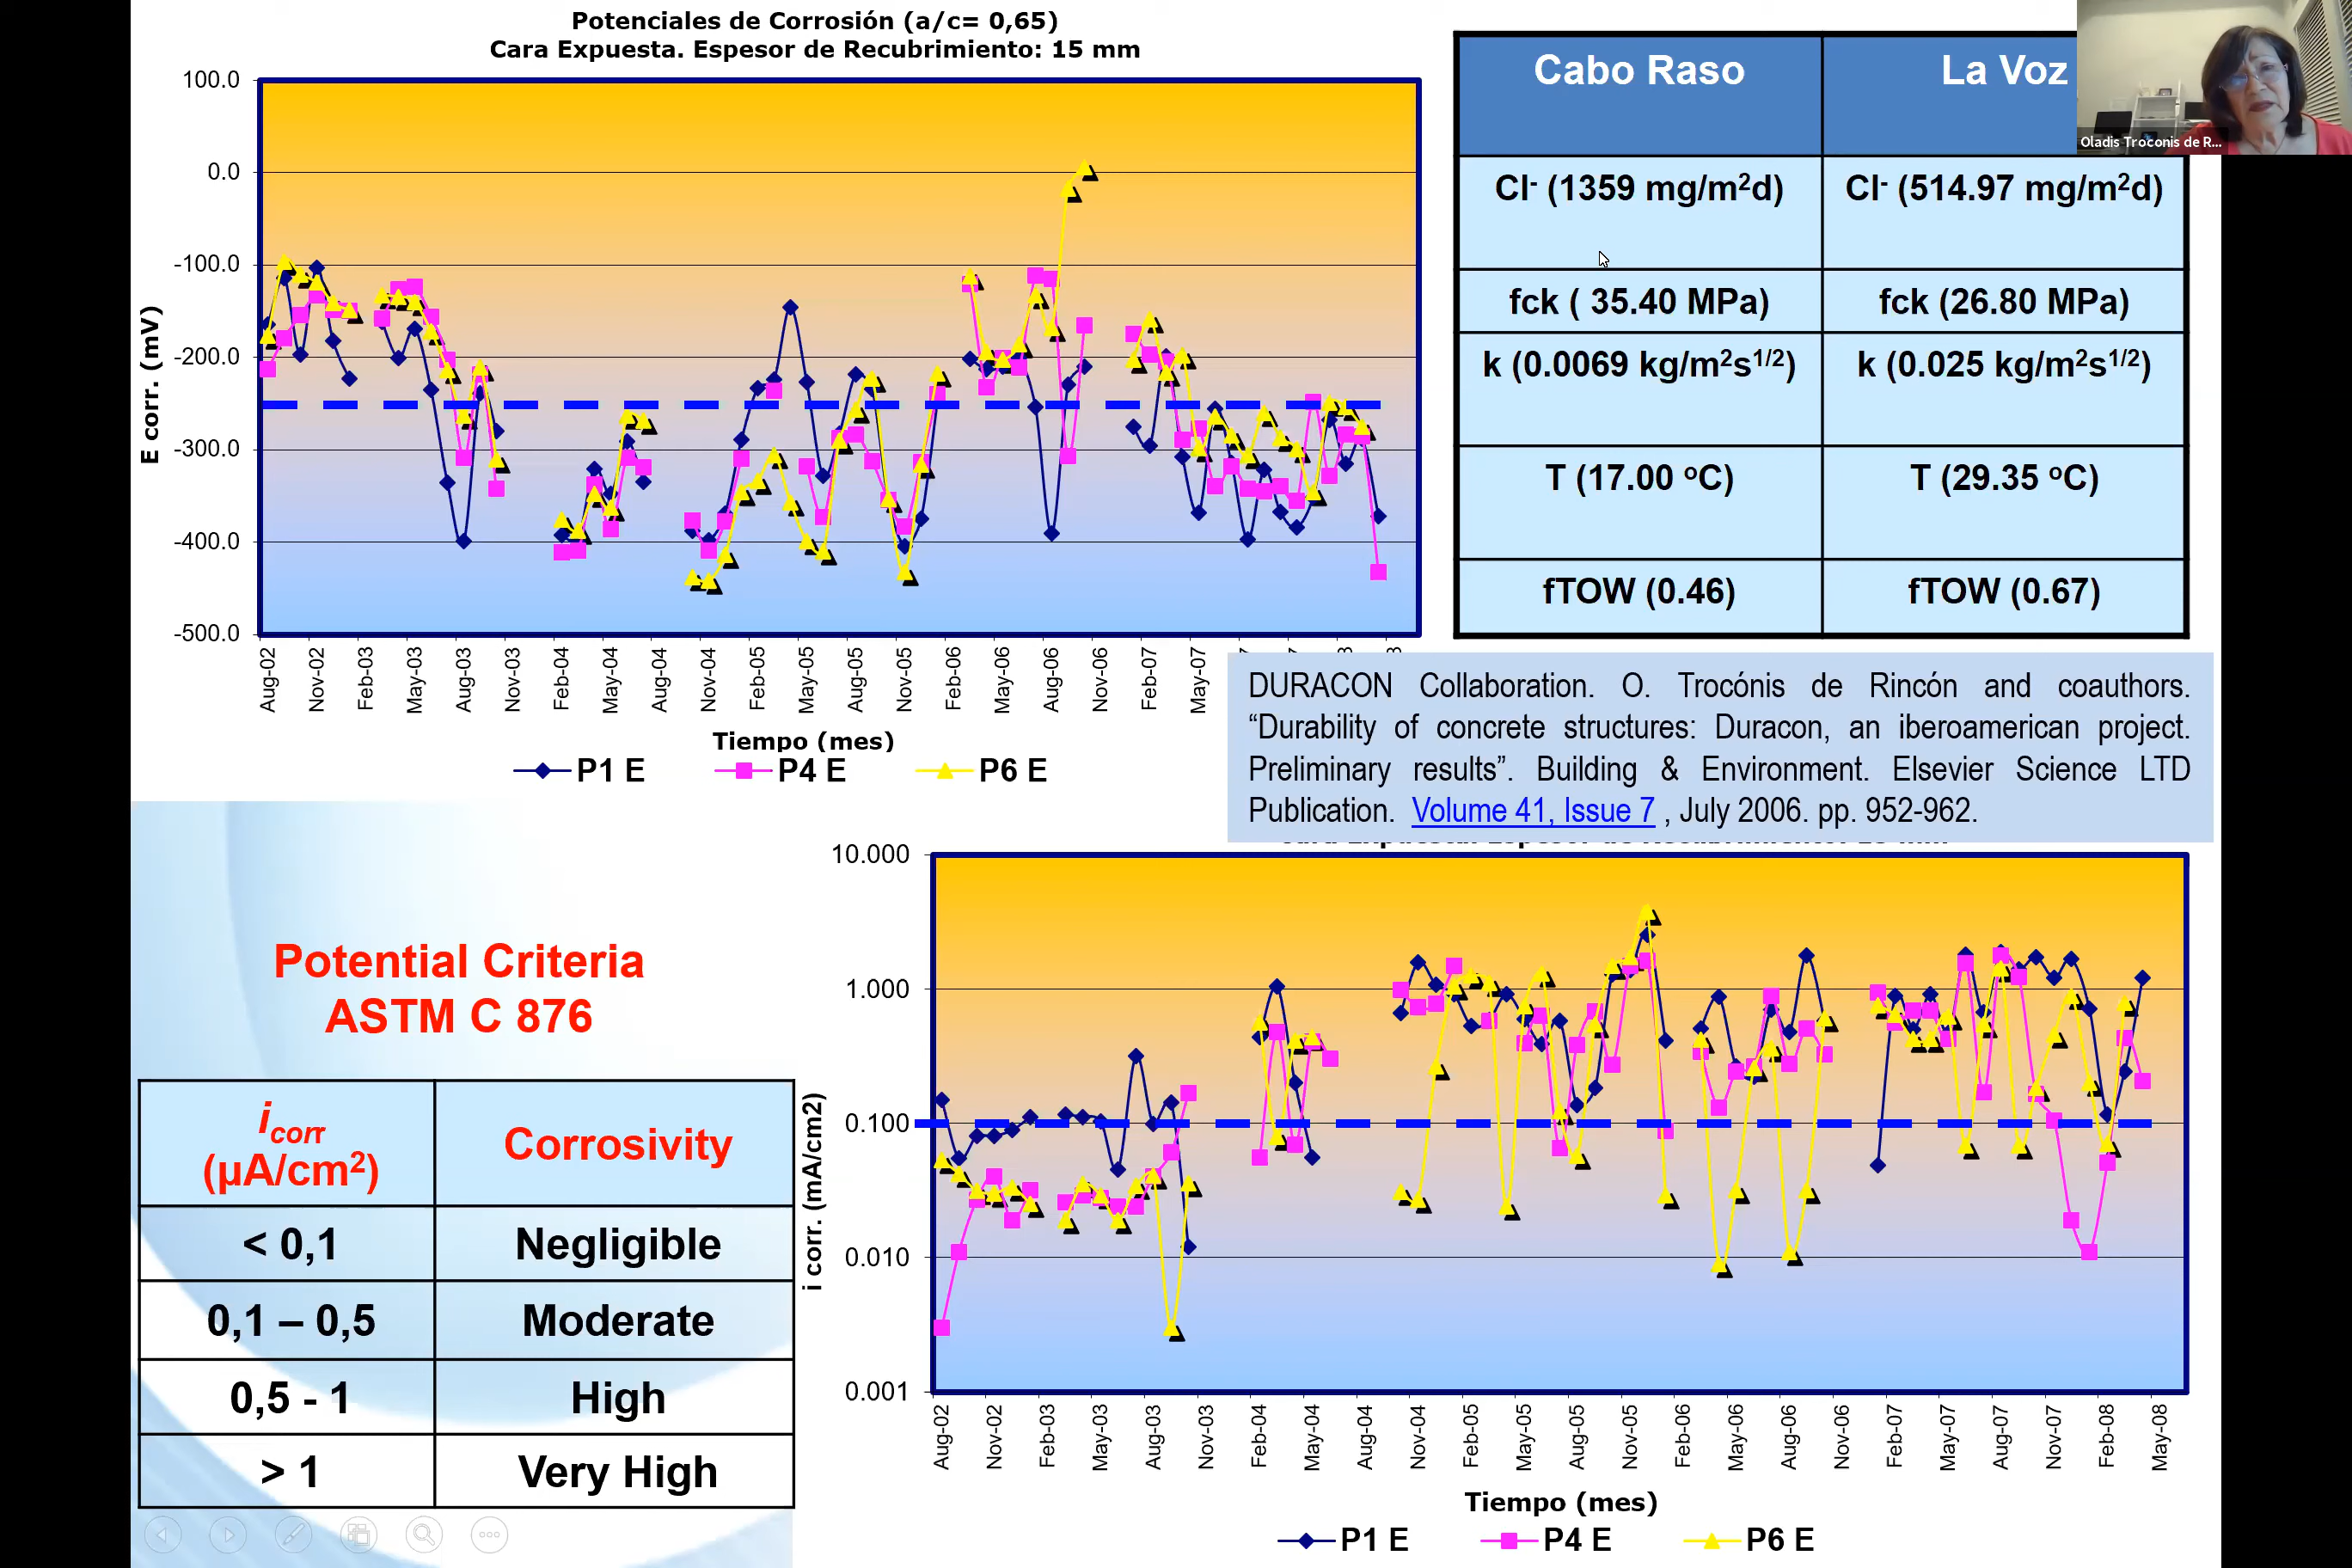 Potenciales de Corrosión (a/c= 0,65)
Cara Expuesta. Espesor de Recubrimiento: 15 mm
E corr. (mV)
100.0
0.0
-100.0
-200.0
-300.0
-400.0
-500.0
Aug-02
Nov-02
Feb-03
May-03
Aug-03
Nov-03
Feb-04
May-04
Aug-04
Nov-04
Feb-05
May-05
Aug-05
Nov-05
Feb-06
May-06
Aug-06
Nov-06
Feb-07
May-07
Tiempo (mes)
P1 E
P4 E
P6 E
Cabo Raso
La Voz
Cl- (1359 mg/m2d)
Cl- (514.97 mg/m2d)
fck ( 35.40 MPa)
fck (26.80 MPa)
k (0.0069 kg/m2s1/2)
k (0.025 kg/m2s1/2)
T (17.00 oC)
T (29.35 oC)
fTOW (0.46)
fTOW (0.67)
Oladis Troconis de R...
DURACON Collaboration. O. Trocónis de Rincón and coauthors.
“Durability of concrete structures: Duracon, an iberoamerican project.
Preliminary results”. Building & Environment. Elsevier Science LTD
Publication. Volume 41, Issue 7 , July 2006. pp. 952-962.
Potential Criteria
ASTM C 876
icorr
(µA/cm2)
Corrosivity
< 0,1
Negligible
0,1 – 0,5
Moderate
0,5 - 1
High
> 1
Very High
i corr. (mA/cm2)
10.000
1.000
0.100
0.010
0.001
Aug-02
Nov-02
Feb-03
May-03
Aug-03
Nov-03
Feb-04
May-04
Aug-04
Nov-04
Feb-05
May-05
Aug-05
Nov-05
Feb-06
May-06
Aug-06
Nov-06
Feb-07
May-07
Aug-07
Nov-07
Feb-08
May-08
Tiempo (mes)
P1 E
P4 E
P6 E